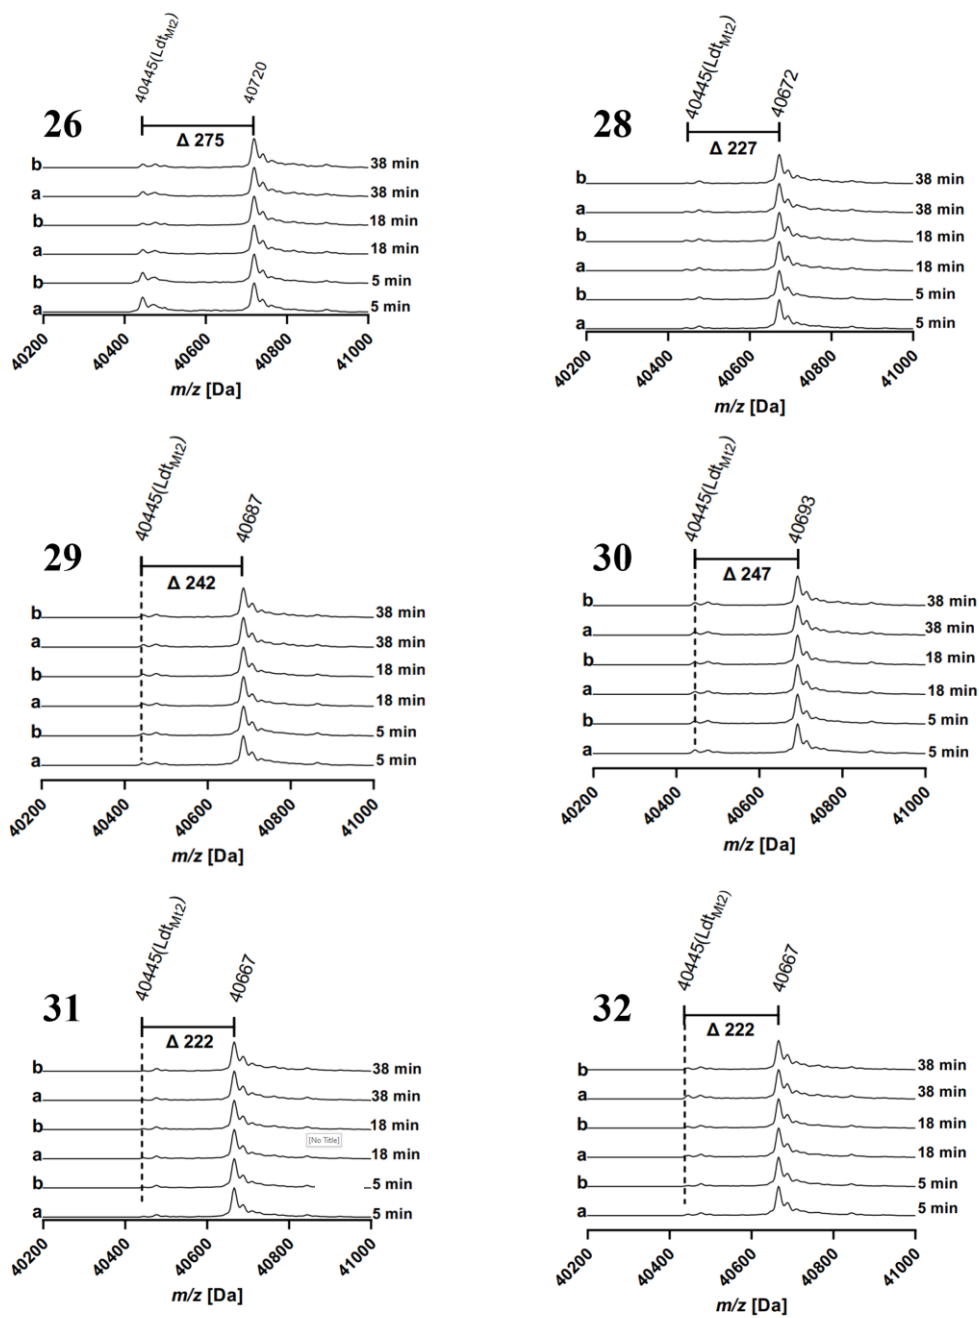 26
40445(LdtMt2)
40720
Δ 275
b 38 min
a 38 min
b 18 min
a 18 min
b 5 min
a 5 min
40200 40400 40600 40800 41000
m/z [Da]
28
40445(LdtMt2)
40672
Δ 227
b 38 min
a 38 min
b 18 min
a 18 min
b 5 min
a 5 min
40200 40400 40600 40800 41000
m/z [Da]
29
40445(LdtMt2)
40687
Δ 242
b 38 min
a 38 min
b 18 min
a 18 min
b 5 min
a 5 min
40200 40400 40600 40800 41000
m/z [Da]
30
40445(LdtMt2)
40693
Δ 247
b 38 min
a 38 min
b 18 min
a 18 min
b 5 min
a 5 min
40200 40400 40600 40800 41000
m/z [Da]
31
40445(LdtMt2)
40667
Δ 222
b 38 min
a 38 min
b 18 min
[No Title]
a 18 min
b 5 min
a 5 min
40200 40400 40600 40800 41000
m/z [Da]
32
40445(LdtMt2)
40667
Δ 222
b 38 min
a 38 min
b 18 min
a 18 min
b 5 min
a 5 min
40200 40400 40600 40800 41000
m/z [Da]